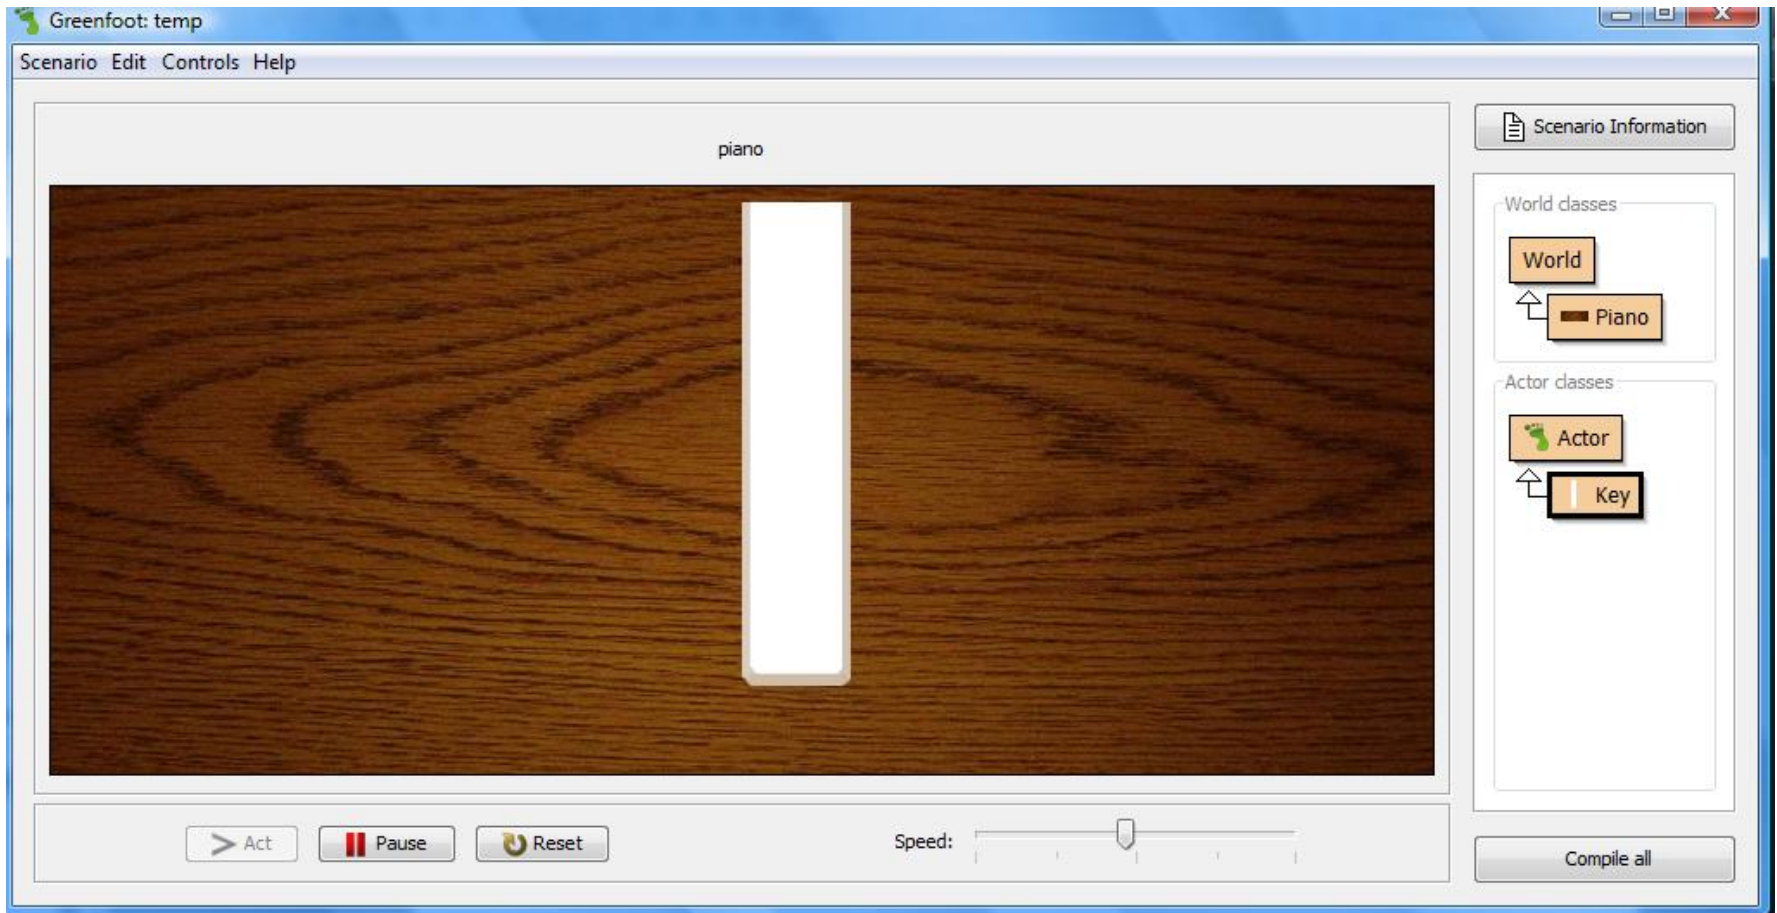 Greenfoot: temp
Scenario Edit Controls Help
piano
Scenario Information
World classes
World
Piano
Actor classes
Actor
Key
Act Pause Reset Speed:
Compile all